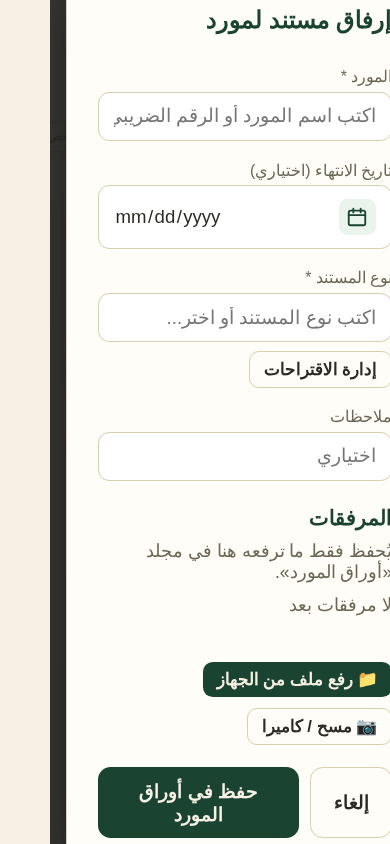 إرفاق مستند لمورد
المورد *
اكتب اسم المورد أو الرقم الضريبي
تاريخ الانتهاء (اختياري)
mm/dd/yyyy
نوع المستند *
اكتب نوع المستند أو اختر...
إدارة الاقتراحات
ملاحظات
اختياري
المرفقات
يُحفظ فقط ما ترفعه هنا في مجلد
«أوراق المورد».
لا مرفقات بعد
📁 رفع ملف من الجهاز
📷 مسح / كاميرا
إلغاء
حفظ في أوراق
المورد